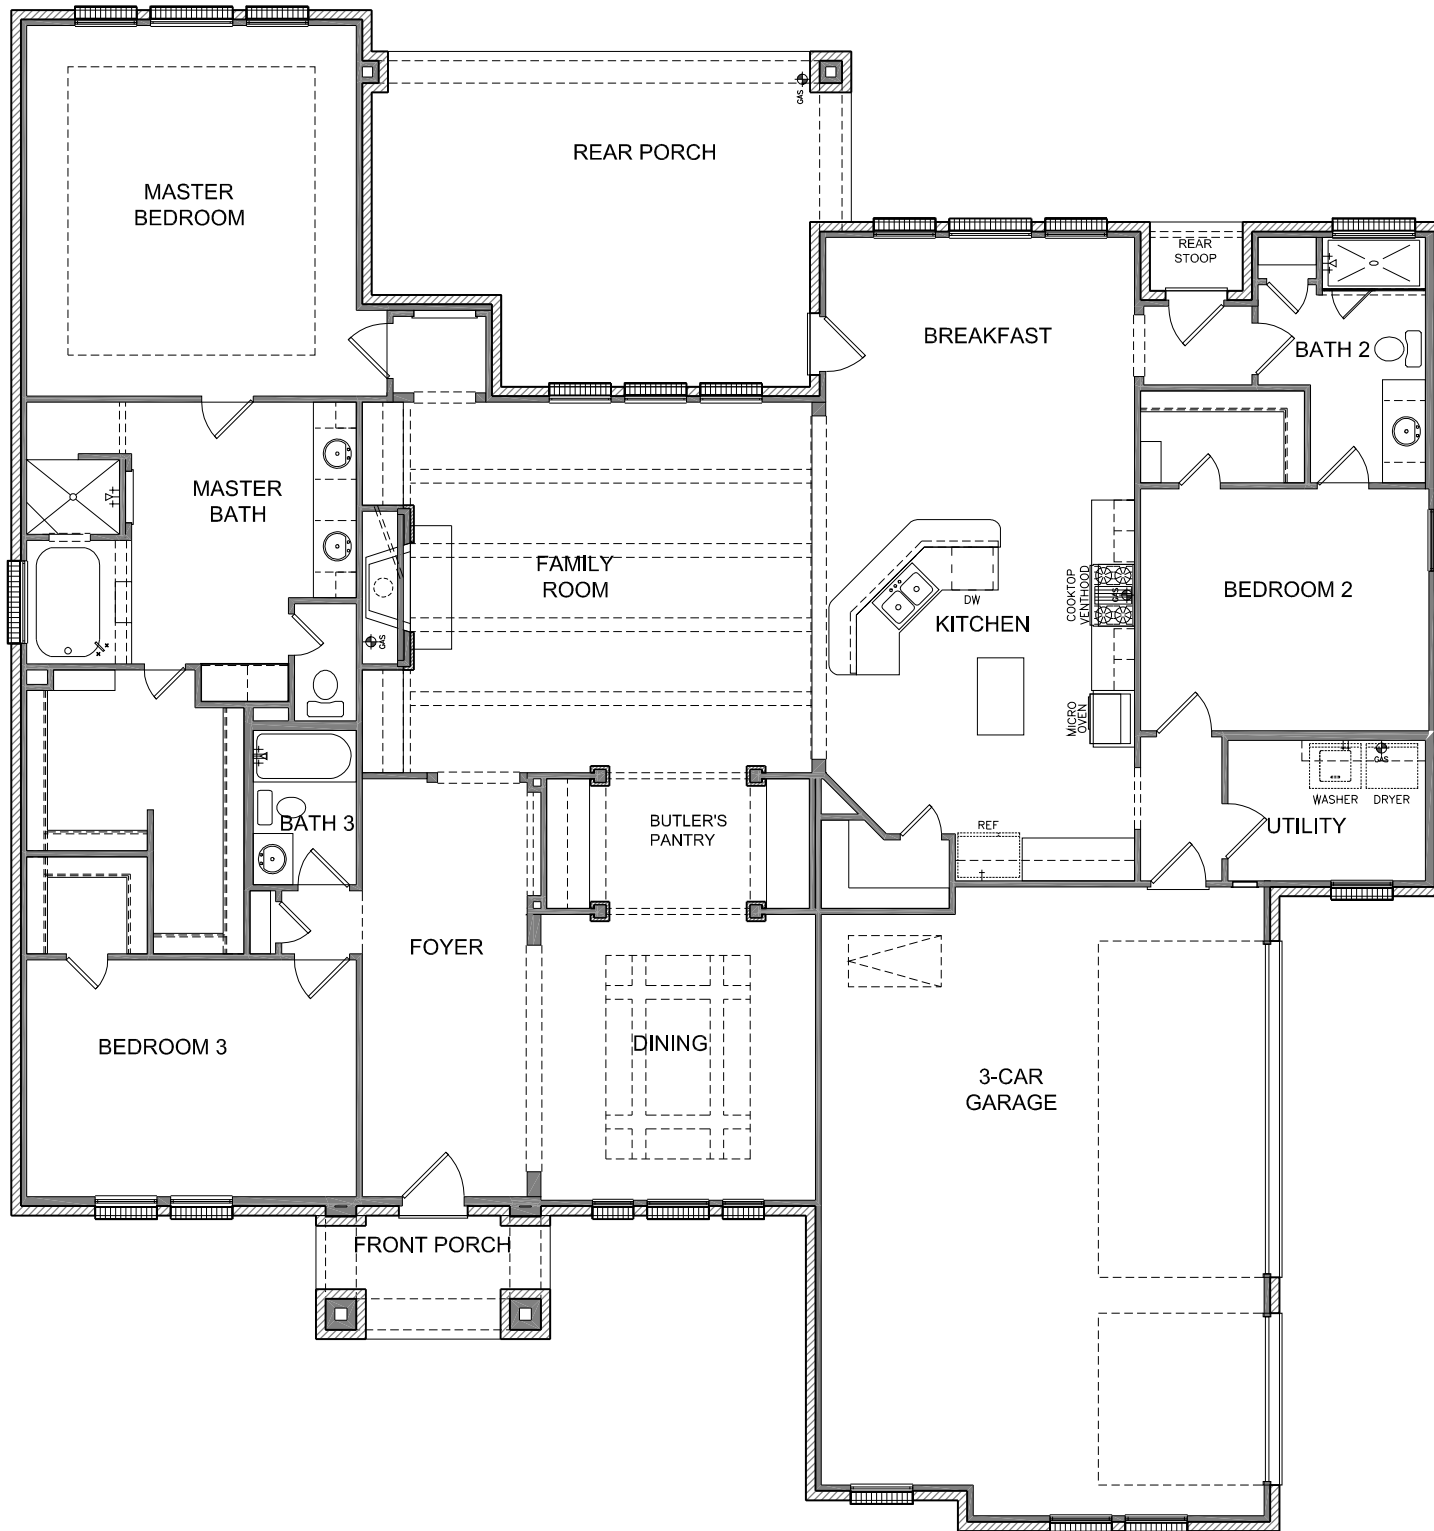 GAS
REAR PORCH
MASTER
BEDROOM
REAR
STOOP
BREAKFAST
BATH 2
MASTER
BATH
FAMILY
ROOM
GAS
DW
KITCHEN
COOKTOP
VENTHOOD
GAS
BEDROOM 2
MICRO
OVEN
GAS
WASHER
DRYER
UTILITY
REF
BUTLER'S
PANTRY
BATH 3
FOYER
DINING
BEDROOM 3
3-CAR
GARAGE
FRONT PORCH